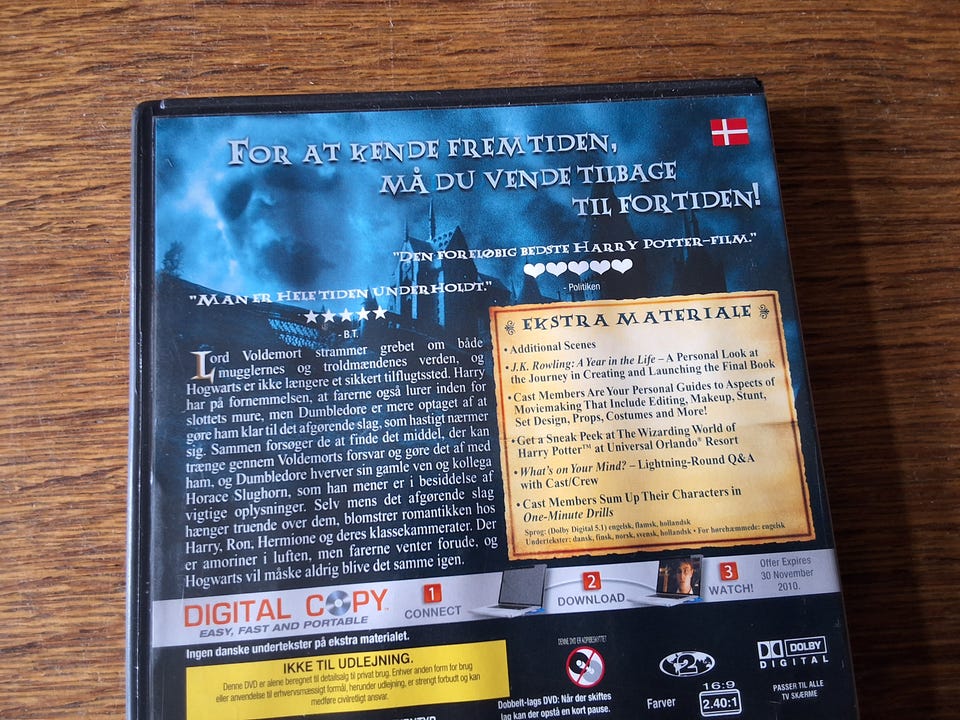 FOR AT KENDE FREMTIDEN,
MÅ DU VENDE TILBAGE
TIL FORTIDEN!
"DEN FORELØBIG BEDSTE HARRY POTTER-FILM."
- Politiken
"MAN ER HELE TIDEN UNDERHOLDT."
- B.T.
Lord Voldemort strammer grebet om både
mugglernes og troldmændenes verden, og
Hogwarts er ikke længere et sikkert tilflugtssted. Harry
har på fornemmelsen, at farerne også lurer inden for
slottets mure, men Dumbledore er mere optaget af at
gøre ham klar til det afgørende slag, som hastigt nærmer
sig. Sammen forsøger de at finde det middel, der kan
trænge gennem Voldemorts forsvar og gøre det af med
ham, og Dumbledore hverver sin gamle ven og kollega
Horace Slughorn, som han mener er i besiddelse af
vigtige oplysninger. Selv mens det afgørende slag
hænger truende over dem, blomstrer romantikken hos
Harry, Ron, Hermione og deres klassekammerater. Der
er amoriner i luften, men farerne venter forude, og
Hogwarts vil måske aldrig blive det samme igen.
EKSTRA MATERIALE
• Additional Scenes
• J.K. Rowling: A Year in the Life – A Personal Look at
the Journey in Creating and Launching the Final Book
• Cast Members Are Your Personal Guides to Aspects of
Moviemaking That Include Editing, Makeup, Stunt,
Set Design, Props, Costumes and More!
• Get a Sneak Peek at The Wizarding World of
Harry Potter™ at Universal Orlando® Resort
• What's on Your Mind? – Lightning-Round Q&A
with Cast/Crew
• Cast Members Sum Up Their Characters in
One-Minute Drills
Sprog: (Dolby Digital 5.1) engelsk, flamsk, hollandsk
Undertekster: dansk, finsk, norsk, svensk, hollandsk • For hørehæmmede: engelsk
DIGITAL COPY™
EASY, FAST AND PORTABLE
1
CONNECT
2
DOWNLOAD
3
WATCH!
Offer Expires
30 November
2010.
Ingen danske undertekster på ekstra materialet.
IKKE TIL UDLEJNING.
Denne DVD er alene beregnet til detailsalg til privat brug. Enhver anden form for brug
eller anvendelse til erhvervsmæssigt formål, herunder udlejning, er strengt forbudt og kan
medføre civilretligt ansvar.
DENNE DVD ER KOPIBESKYTTET
Dobbelt-lags DVD: Når der skiftes
lag kan der opstå en kort pause.
2
Farver
16:9
2.40:1
DOLBY
DIGITAL
PASSER TIL ALLE
TV SKÆRME